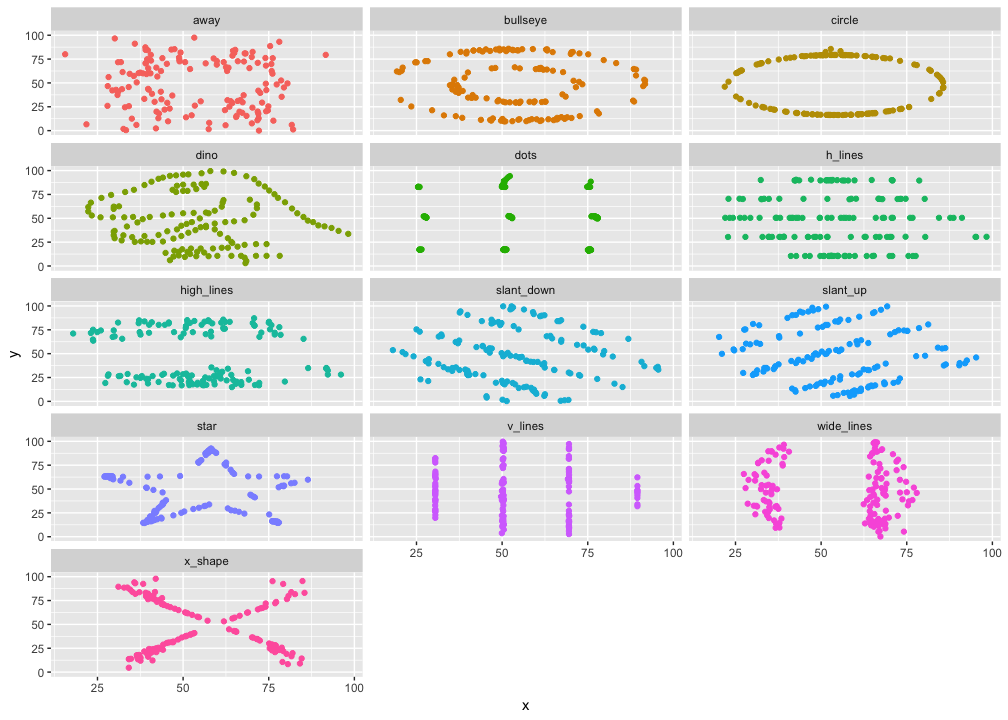 away bullseye circle
100
75
50
25
0
dino dots h_lines
100
75
50
25
0
high_lines slant_down slant_up
100
75
50
25
0
y
star v_lines wide_lines
100
75
50
25
0
25 50 75 100 25 50 75 100
x_shape
100
75
50
25
0
25 50 75 100
x